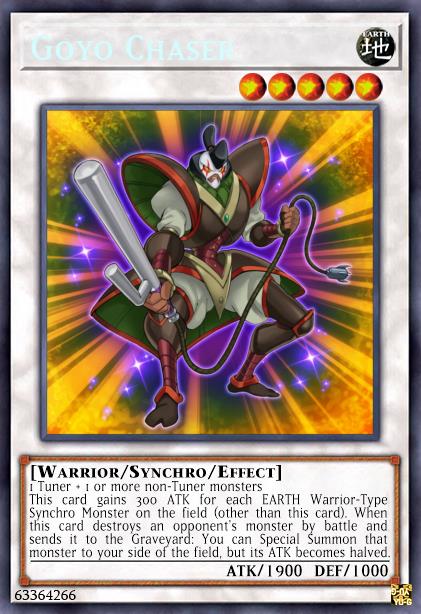 Goyo Chaser
EARTH
地
[Warrior/Synchro/Effect]
1 Tuner + 1 or more non-Tuner monsters
This card gains 300 ATK for each EARTH Warrior-Type
Synchro Monster on the field (other than this card). When
this card destroys an opponent's monster by battle and
sends it to the Graveyard: You can Special Summon that
monster to your side of the field, but its ATK becomes halved.
ATK/1900 DEF/1000
63364266